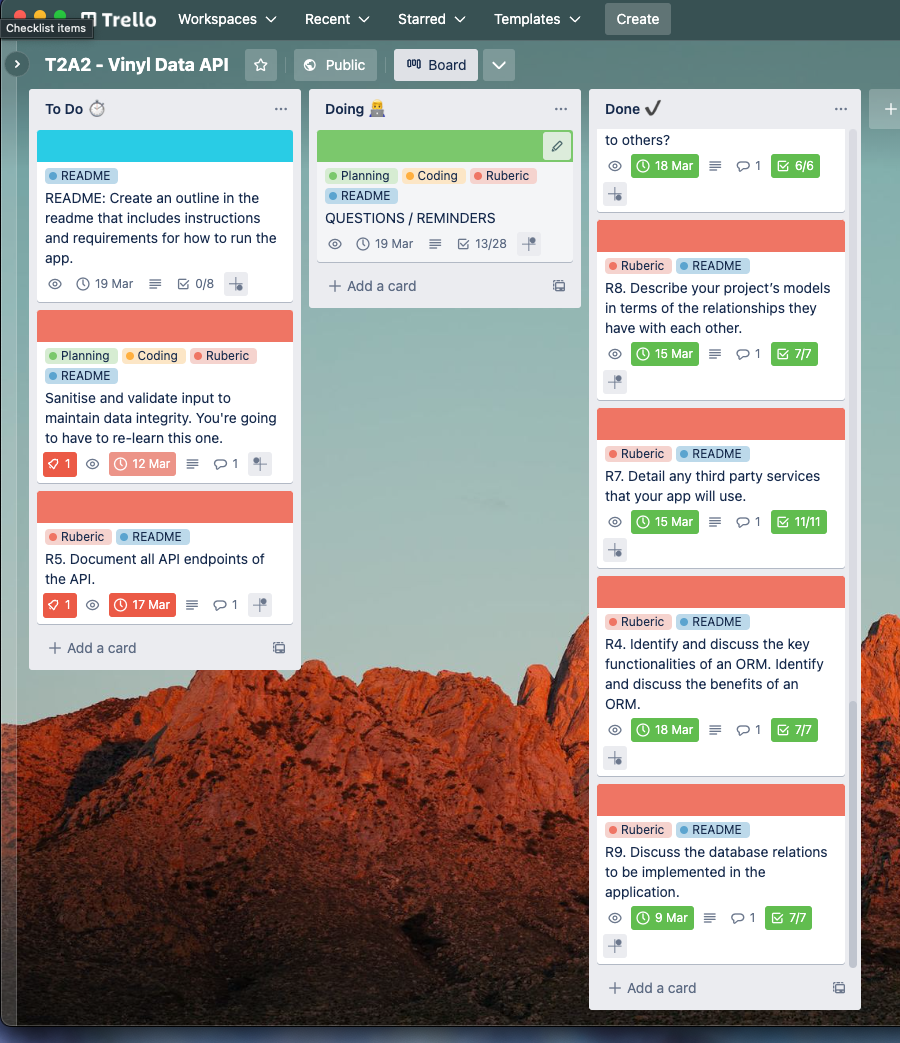 Checklist items
Trello
Workspaces
Recent
Starred
Templates
Create
T2A2 - Vinyl Data API
Public
Board
To Do
README
README: Create an outline in the
readme that includes instructions
and requirements for how to run the
app.
19 Mar
0/8
Planning
Coding
Ruberic
README
Sanitise and validate input to
maintain data integrity. You're going
to have to re-learn this one.
1
12 Mar
1
Ruberic
README
R5. Document all API endpoints of
the API.
1
17 Mar
1
Add a card
Doing
Planning
Coding
Ruberic
README
QUESTIONS / REMINDERS
19 Mar
13/28
Add a card
Done
to others?
18 Mar
1
6/6
Ruberic
README
R8. Describe your project's models
in terms of the relationships they
have with each other.
15 Mar
7/7
Ruberic
README
R7. Detail any third party services
that your app will use.
15 Mar
1
11/11
Ruberic
README
R4. Identify and discuss the key
functionalities of an ORM. Identify
and discuss the benefits of an
ORM.
18 Mar
1
7/7
Ruberic
README
R9. Discuss the database relations
to be implemented in the
application.
9 Mar
1
7/7
Add a card